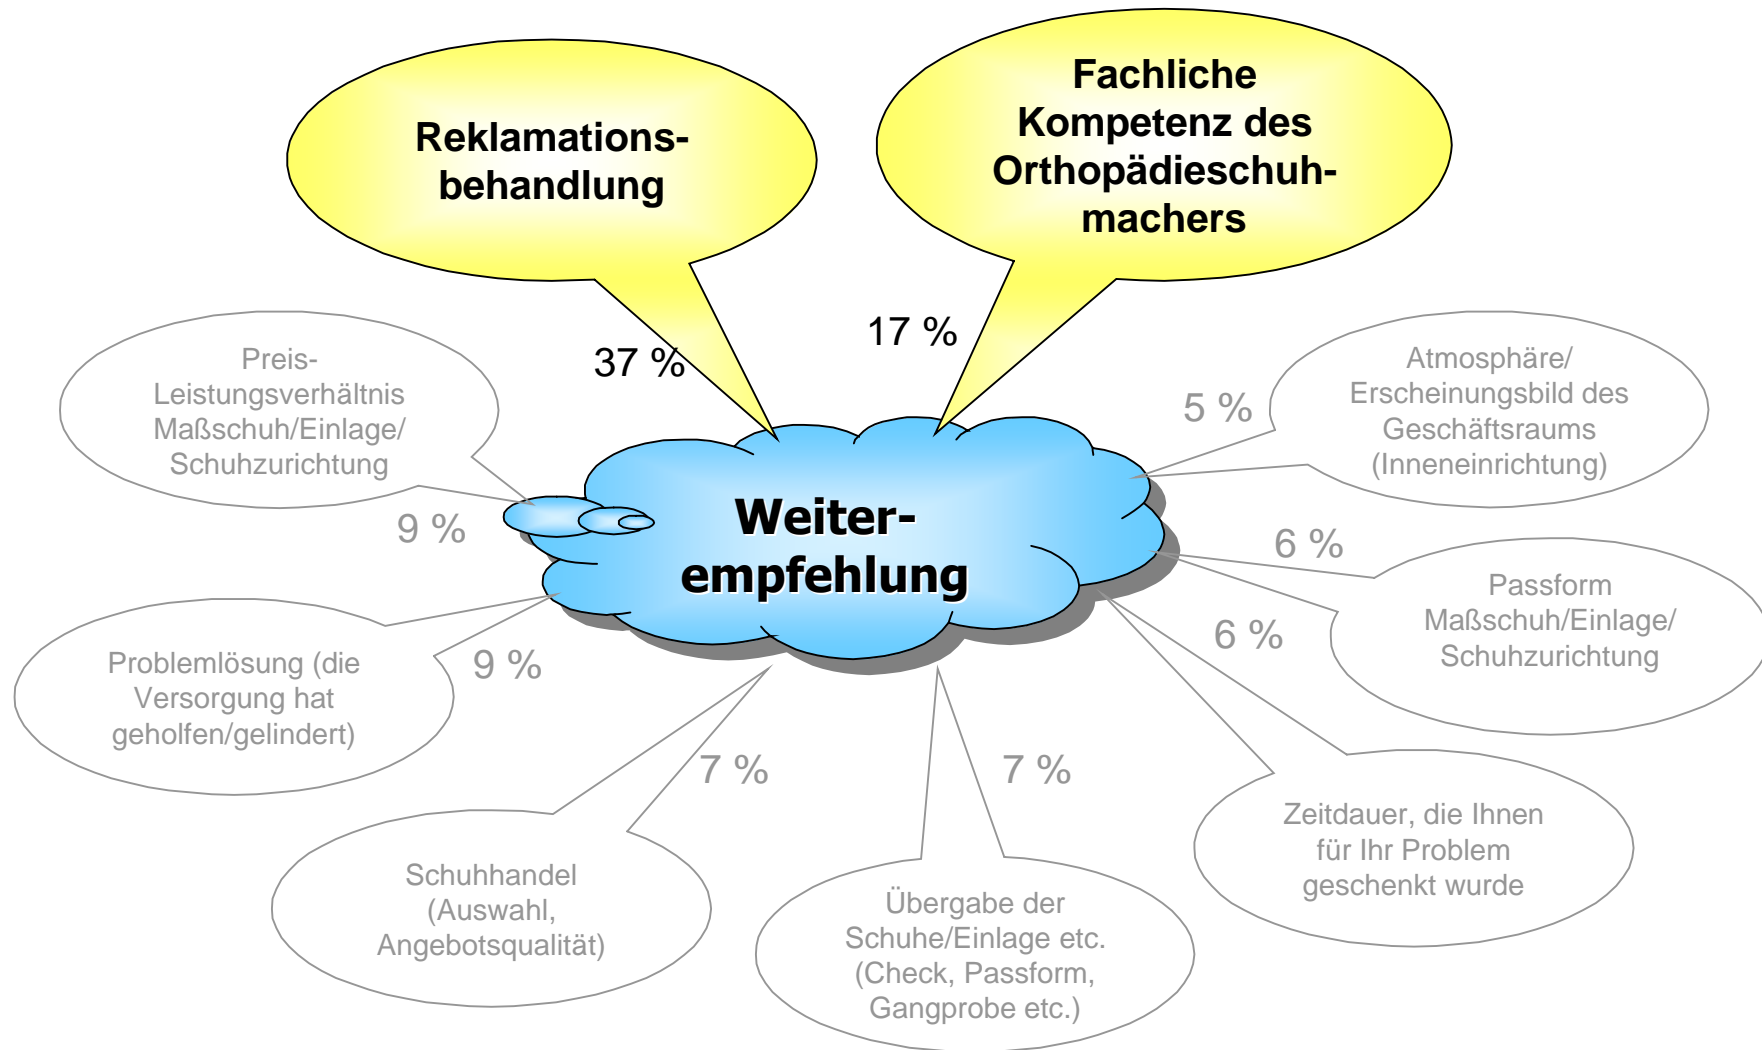 Reklamations-
behandlung
37 %
Fachliche
Kompetenz des
Orthopädieschuh-
machers
17 %
Preis-
Leistungsverhältnis
Maßschuh/Einlage/
Schuhzurichtung
9 %
Atmosphäre/
Erscheinungsbild des
Geschäftsraums
(Inneneinrichtung)
5 %
Weiter-
empfehlung
6 %
Passform
Maßschuh/Einlage/
Schuhzurichtung
Problemlösung (die
Versorgung hat
geholfen/gelindert)
9 %
6 %
Zeitdauer, die Ihnen
für Ihr Problem
geschenkt wurde
7 %
Schuhhandel
(Auswahl,
Angebotsqualität)
7 %
Übergabe der
Schuhe/Einlage etc.
(Check, Passform,
Gangprobe etc.)